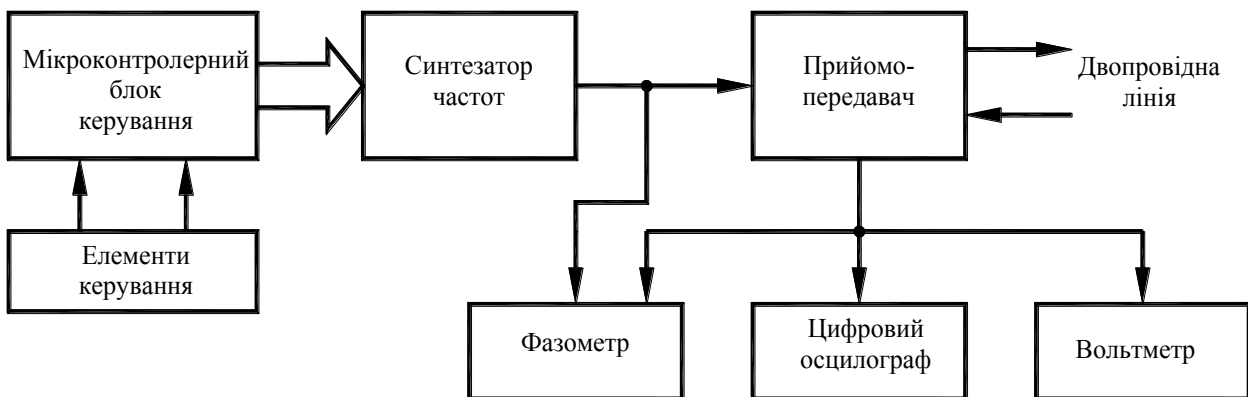 Мікроконтролерний
блок
керування
Синтезатор
частот
Прийомо-
передавач
Двопровідна
лінія
Елементи
керування
Фазометр
Цифровий
осцилограф
Вольтметр